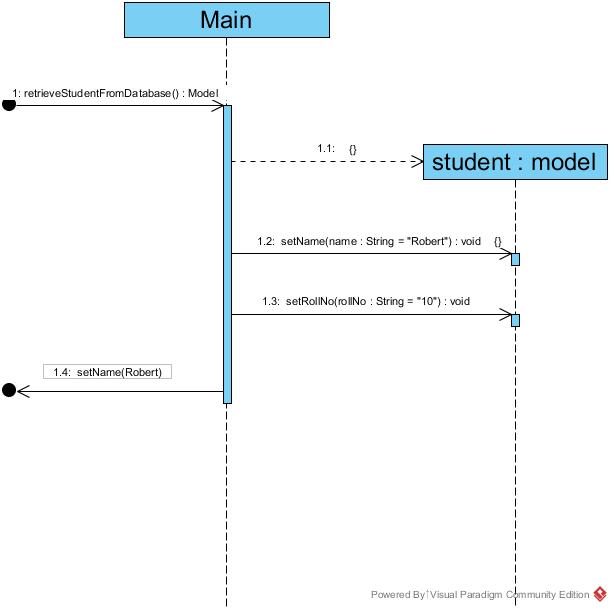 Main
1: retrieveStudentFromDatabase() : Model
1.1: {}
student : model
1.2: setName(name : String = "Robert") : void {}
1.3: setRollNo(rollNo : String = "10") : void
1.4: setName(Robert)
Powered By Visual Paradigm Community Edition